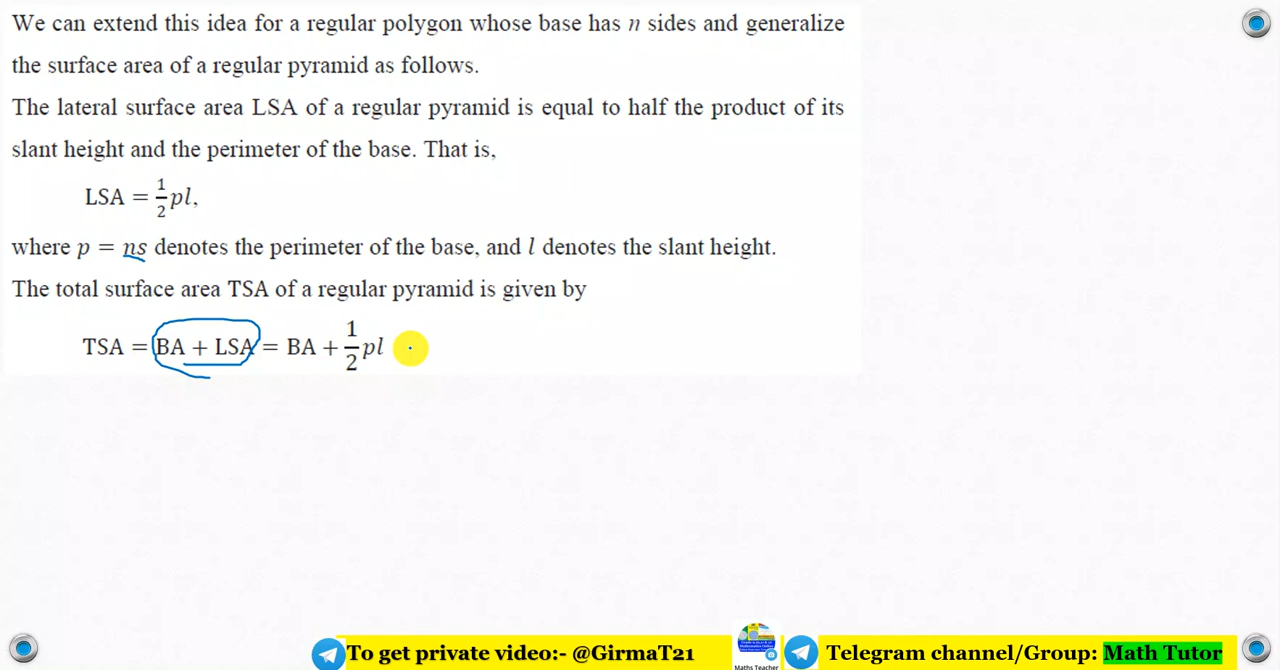 We can extend this idea for a regular polygon whose base has n sides and generalize
the surface area of a regular pyramid as follows.
The lateral surface area LSA of a regular pyramid is equal to half the product of its
slant height and the perimeter of the base. That is,
LSA = 1/2 pl,
where p = ns denotes the perimeter of the base, and l denotes the slant height.
The total surface area TSA of a regular pyramid is given by
TSA = BA + LSA = BA + 1/2 pl
To get private video:- @GirmaT21
Maths Teacher
Telegram channel/Group: Math Tutor